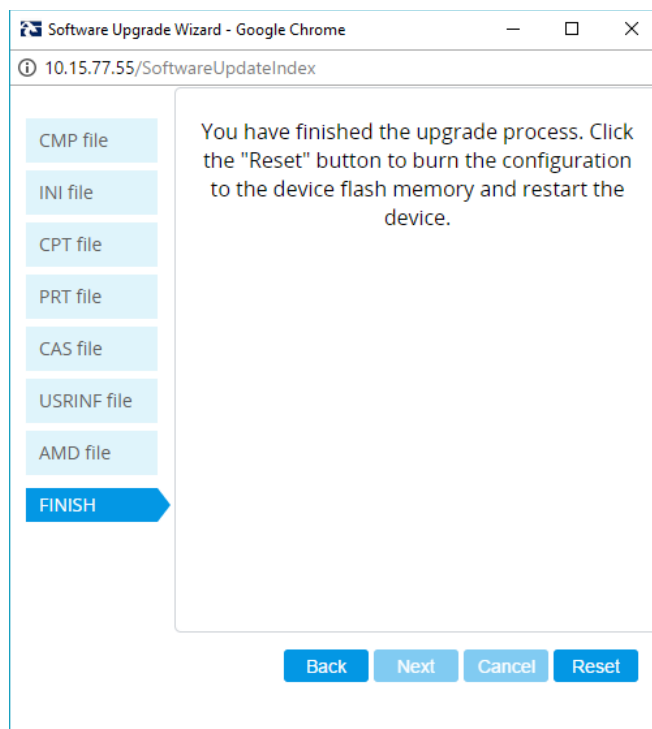 Software Upgrade Wizard - Google Chrome
10.15.77.55/SoftwareUpdateIndex
CMP file
INI file
CPT file
PRT file
CAS file
USRINF file
AMD file
FINISH
You have finished the upgrade process. Click
the "Reset" button to burn the configuration
to the device flash memory and restart the
device.
Back Next Cancel Reset